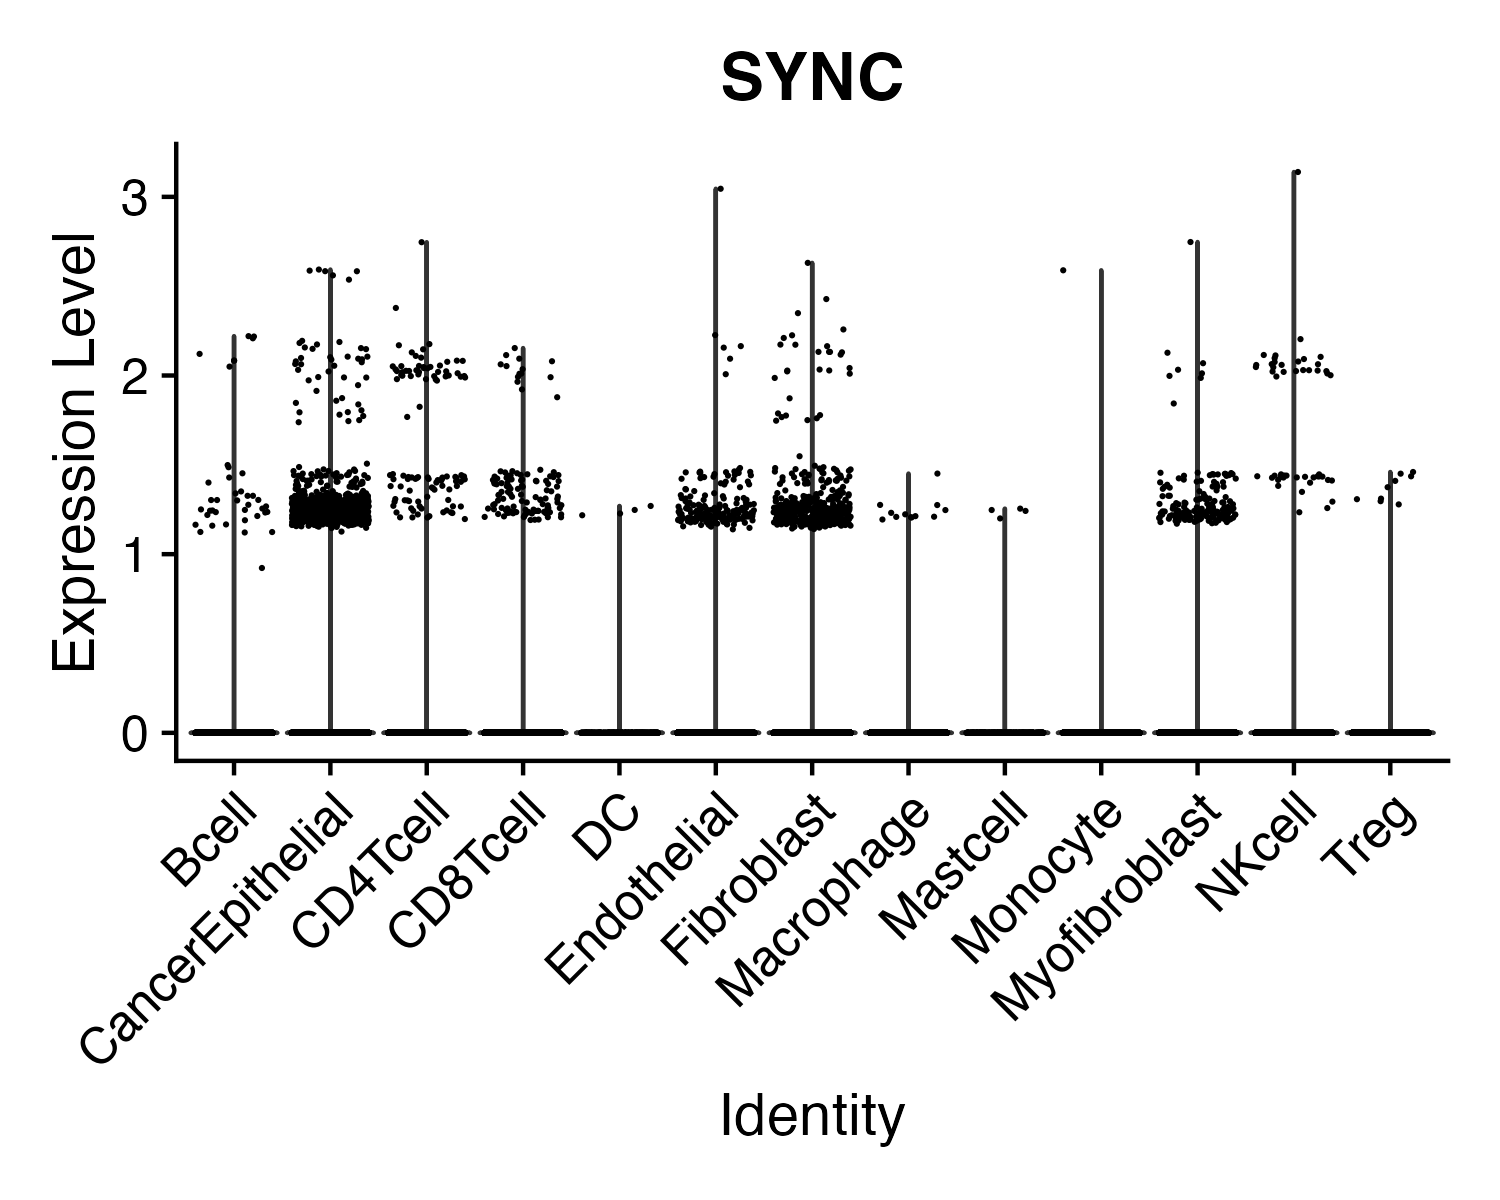 SYNC
Expression Level
3
2
1
0
Bcell
CancerEpithelial
CD4Tcell
CD8Tcell
DC
Endothelial
Fibroblast
Macrophage
Mastcell
Monocyte
Myofibroblast
NKcell
Treg
Identity